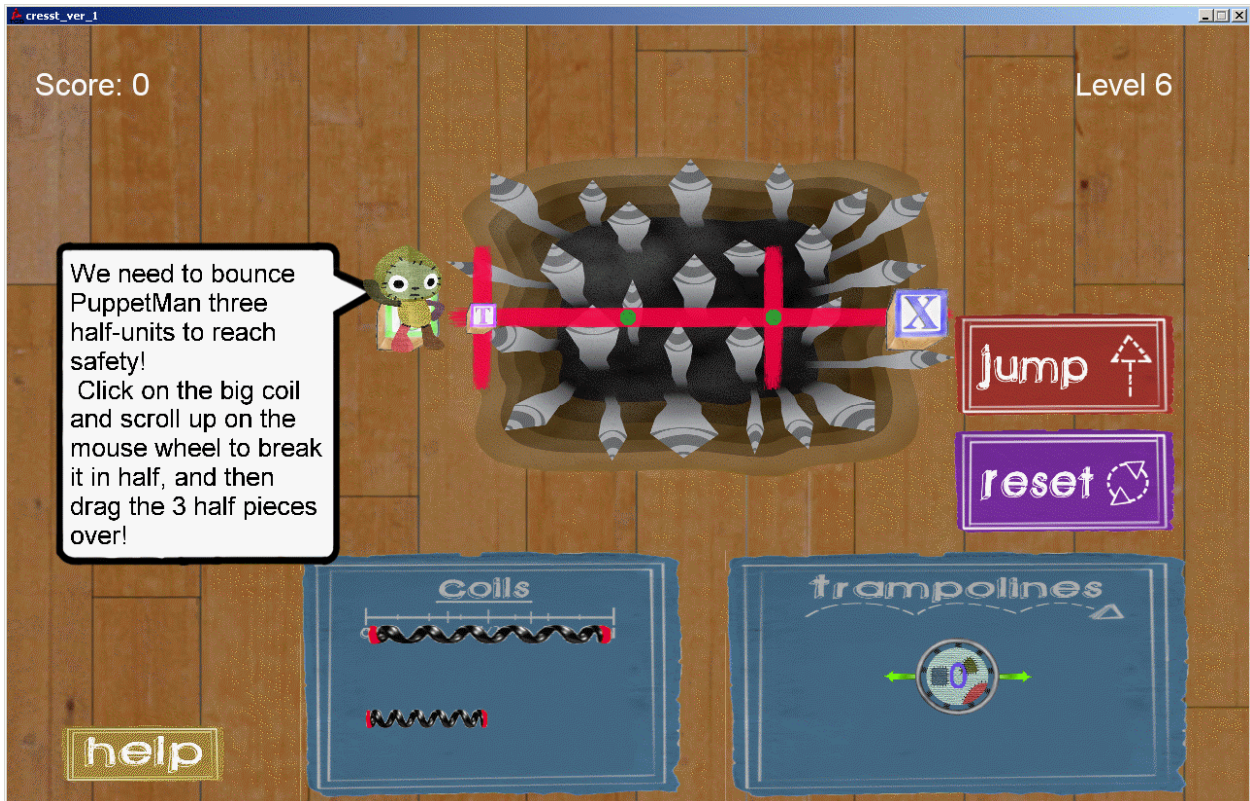 cresst_ver_1
Score: 0
Level 6
We need to bounce
PuppetMan three
half-units to reach
safety!
Click on the big coil
and scroll up on the
mouse wheel to break
it in half, and then
drag the 3 half pieces
over!
T
X
jump
reset
coils
trampolines
0
help